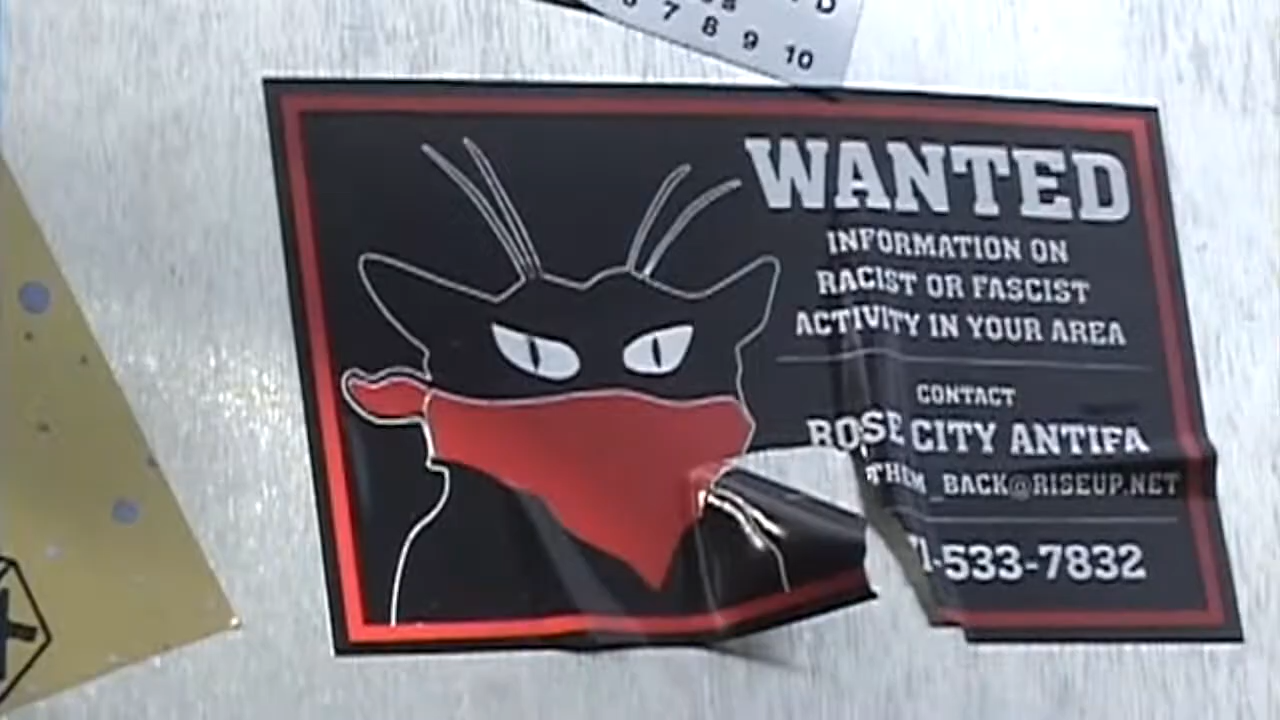 7 8 9 10
WANTED
INFORMATION ON
RACIST OR FASCIST
ACTIVITY IN YOUR AREA
CONTACT
ROSE CITY ANTIFA
THEM_BACK@RISEUP.NET
1-533-7832